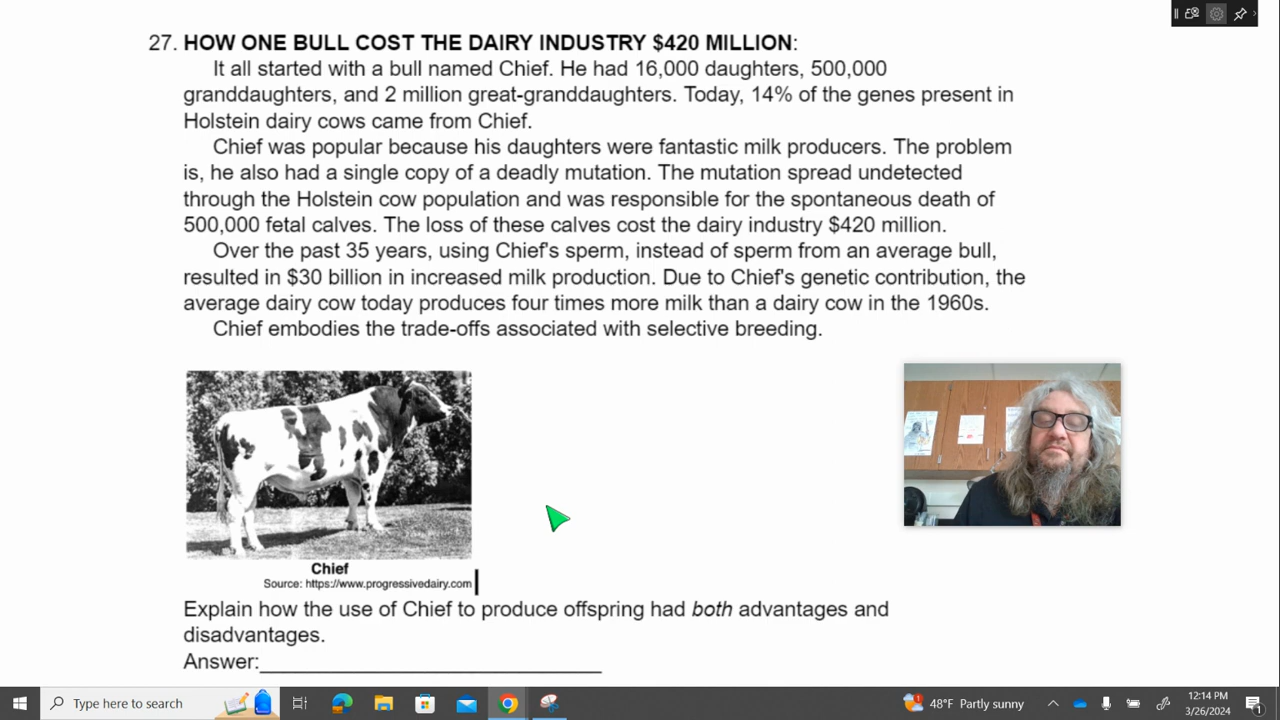 27. HOW ONE BULL COST THE DAIRY INDUSTRY $420 MILLION:
It all started with a bull named Chief. He had 16,000 daughters, 500,000
granddaughters, and 2 million great-granddaughters. Today, 14% of the genes present in
Holstein dairy cows came from Chief.
Chief was popular because his daughters were fantastic milk producers. The problem
is, he also had a single copy of a deadly mutation. The mutation spread undetected
through the Holstein cow population and was responsible for the spontaneous death of
500,000 fetal calves. The loss of these calves cost the dairy industry $420 million.
Over the past 35 years, using Chief's sperm, instead of sperm from an average bull,
resulted in $30 billion in increased milk production. Due to Chief's genetic contribution, the
average dairy cow today produces four times more milk than a dairy cow in the 1960s.
Chief embodies the trade-offs associated with selective breeding.
Chief
Source: https://www.progressivedairy.com
Explain how the use of Chief to produce offspring had both advantages and
disadvantages.
Answer:
Type here to search
48°F Partly sunny
12:14 PM
3/26/2024